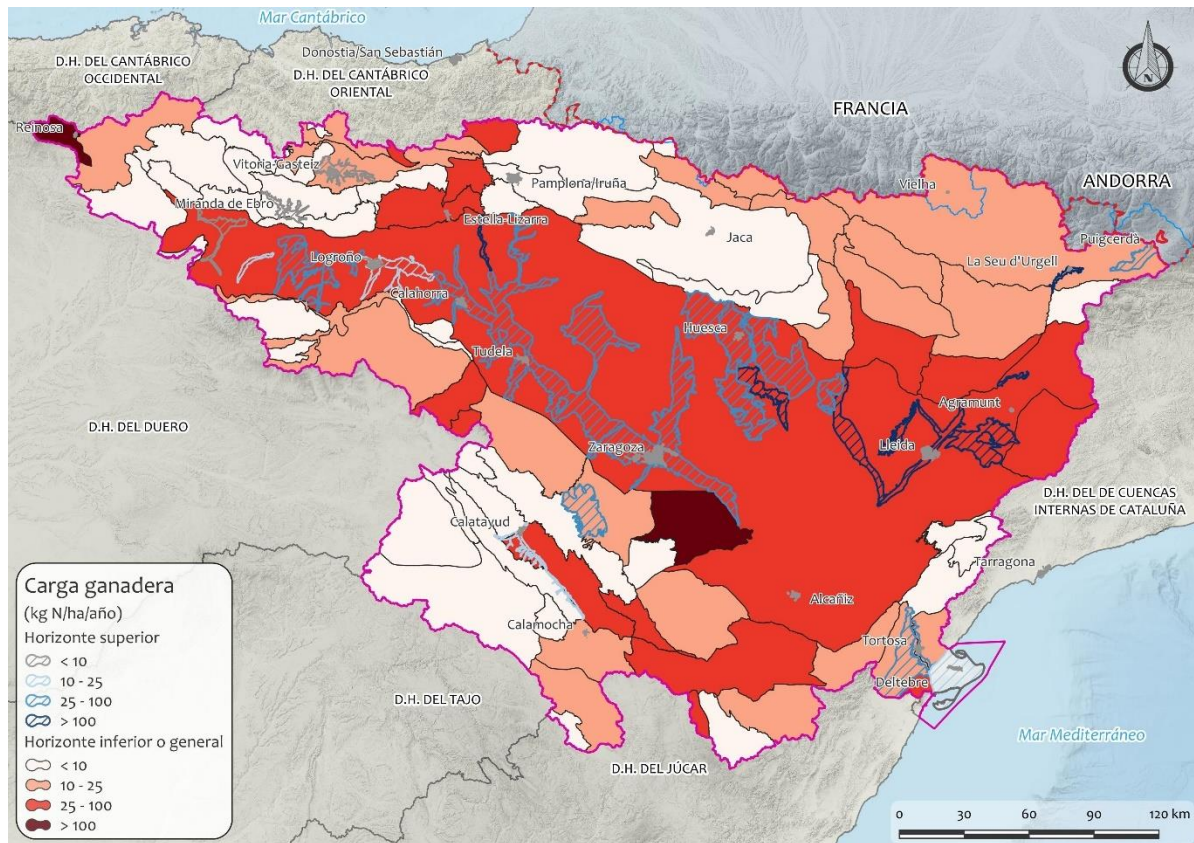 Mar Cantábrico
Donostia/San Sebastián
D.H. DEL CANTÁBRICO
OCCIDENTAL
D.H. DEL CANTÁBRICO
ORIENTAL
N
FRANCIA
Reinosa
Vitoria-Gasteiz
Pamplona/Iruña
Vielha
ANDORRA
Miranda de Ebro
Estella-Lizarra
Jaca
Puigcerdà
La Seu d'Urgell
Logroño
Calahorra
Huesca
Tudela
Agramunt
D.H. DEL DUERO
Zaragoza
Lleida
D.H. DEL DE CUENCAS
INTERNAS DE CATALUÑA
Calatayud
Tarragona
Alcañiz
Calamocha
Tortosa
Deltebre
D.H. DEL TAJO
Mar Mediterráneo
D.H. DEL JÚCAR
Carga ganadera
(kg N/ha/año)
Horizonte superior
< 10
10 - 25
25 - 100
> 100
Horizonte inferior o general
< 10
10 - 25
25 - 100
> 100
0 30 60 90 120 km